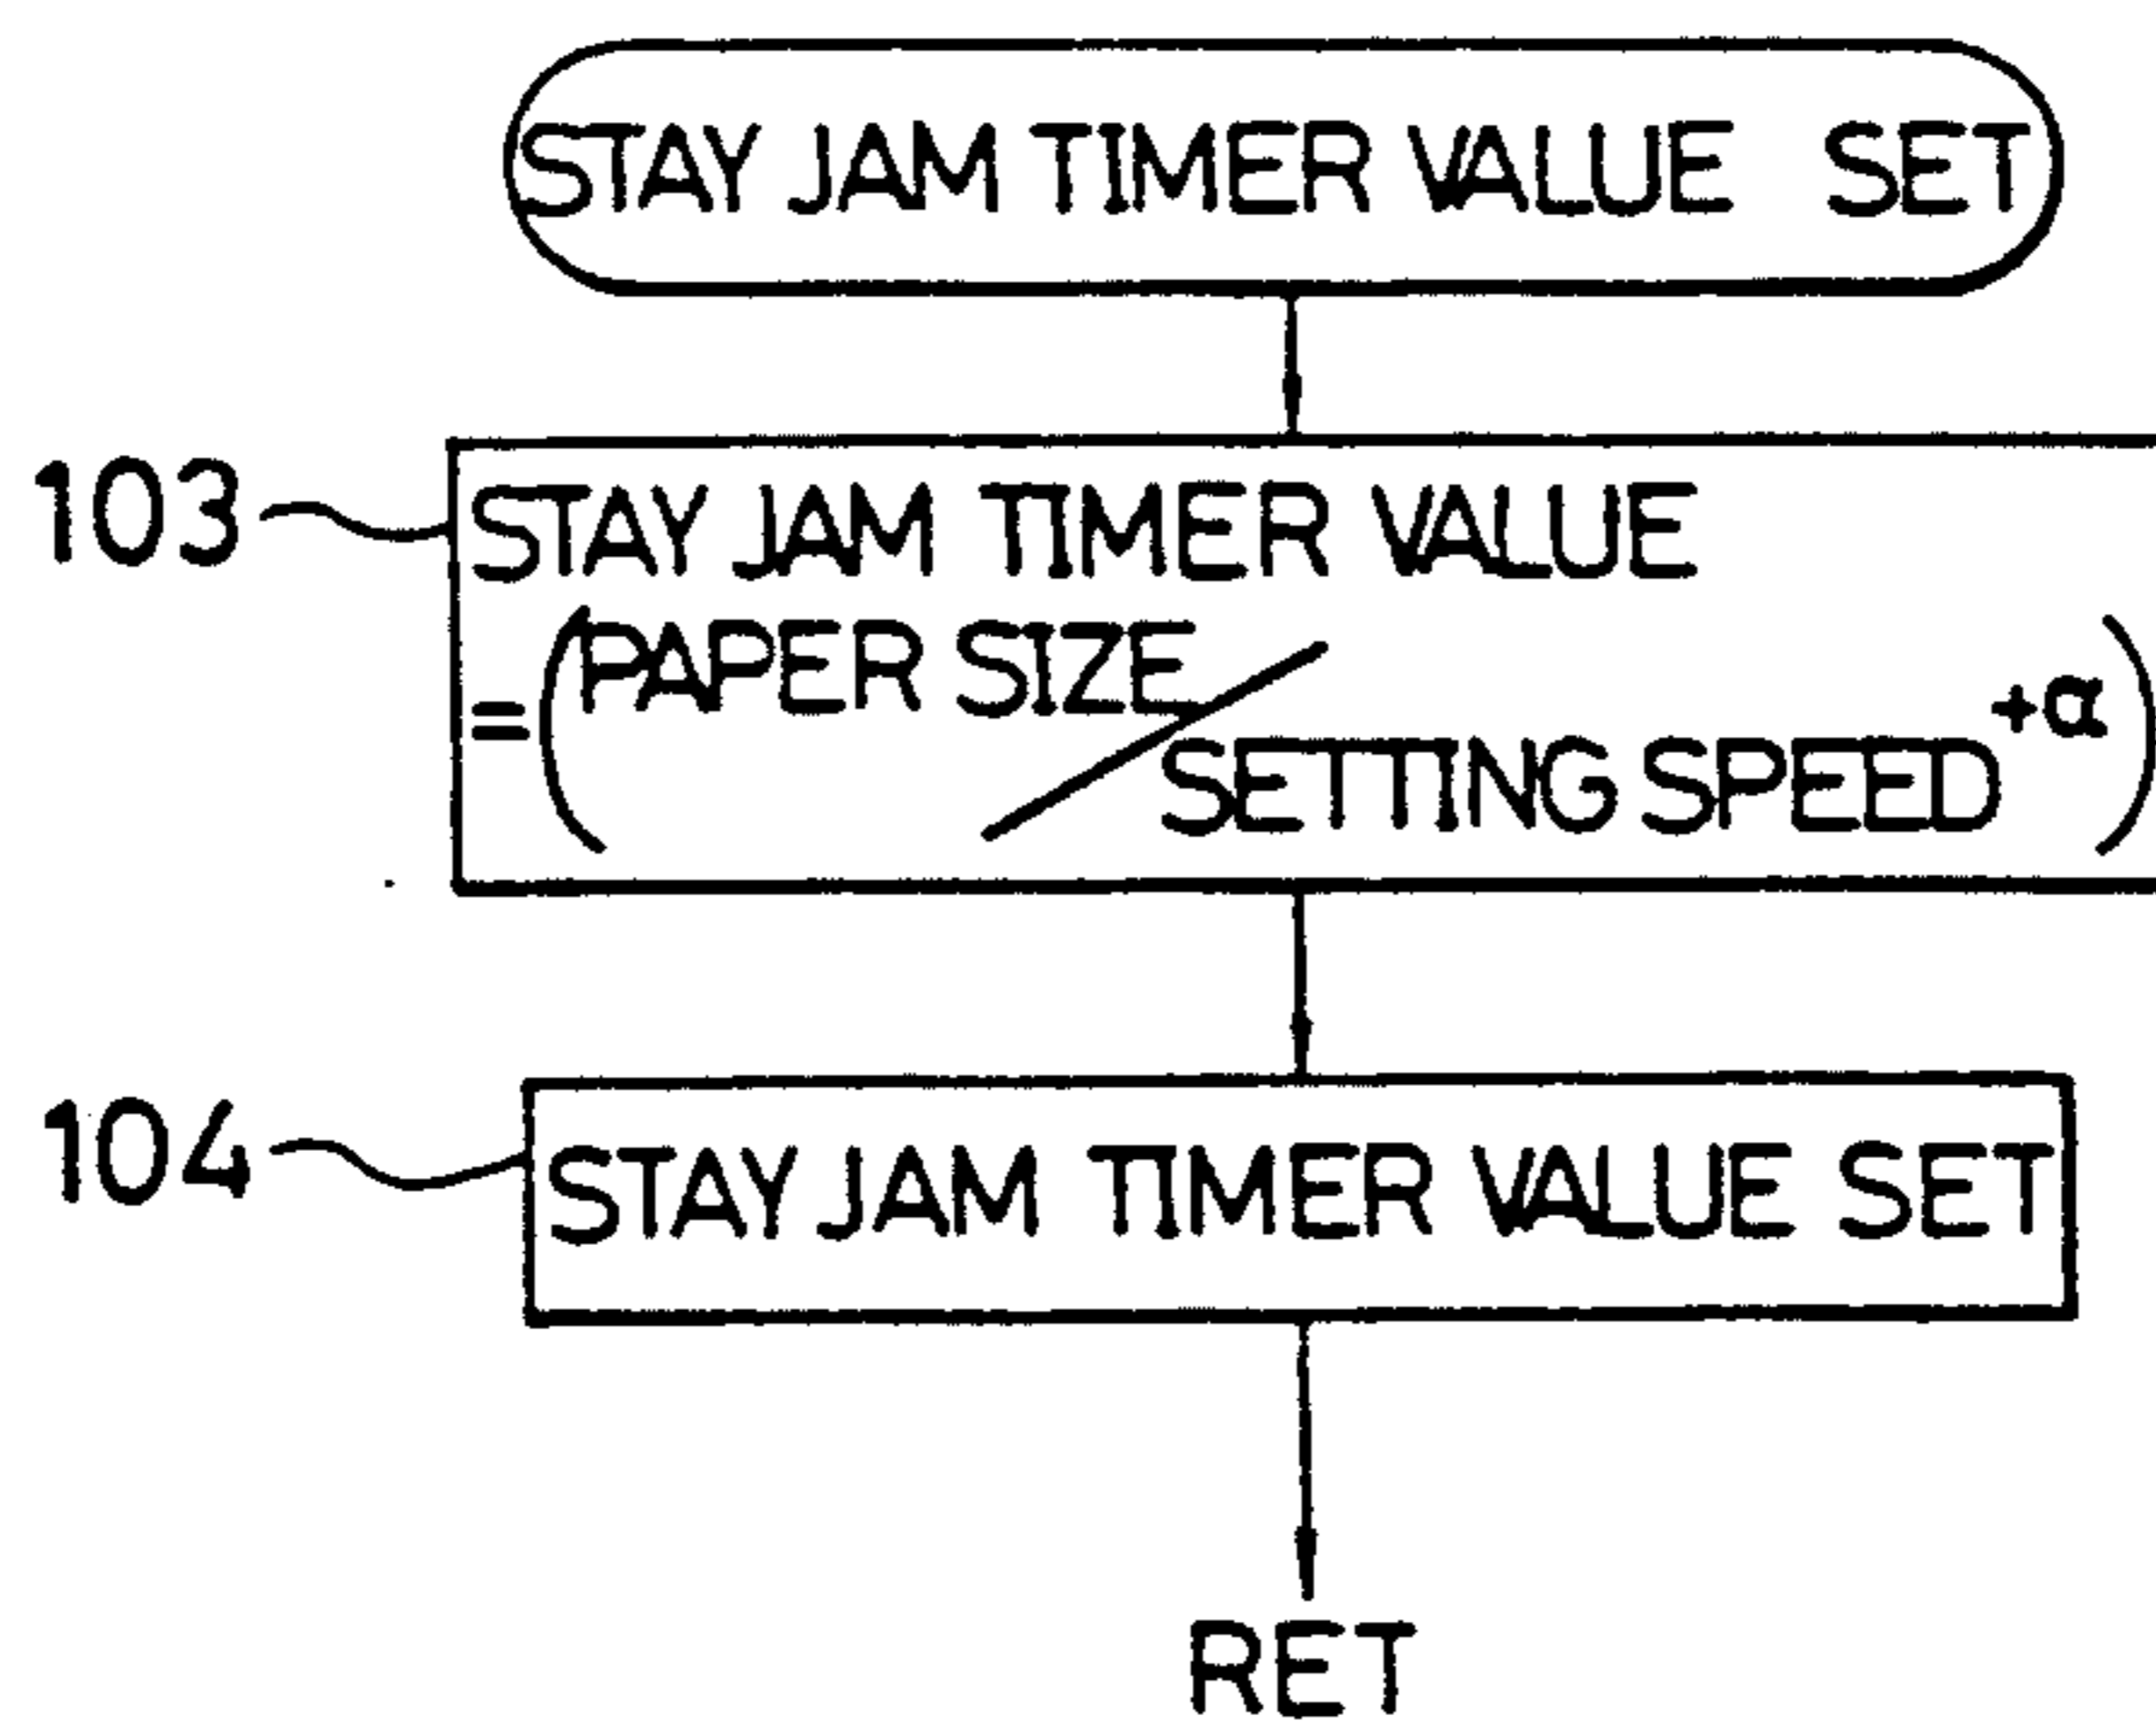 STAY JAM TIMER VALUE SET
103
STAY JAM TIMER VALUE
=(PAPER SIZE / SETTING SPEED +α)
104
STAY JAM TIMER VALUE SET
RET